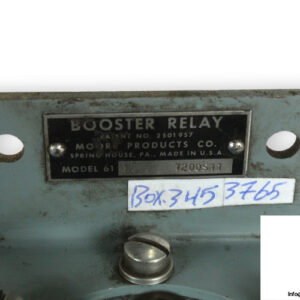 BOOSTER RELAY
PATENT NO. 2501957
MOORE PRODUCTS CO.
SPRING HOUSE, PA., MADE IN U.S.A.
MODEL 61
BOX.345 3765